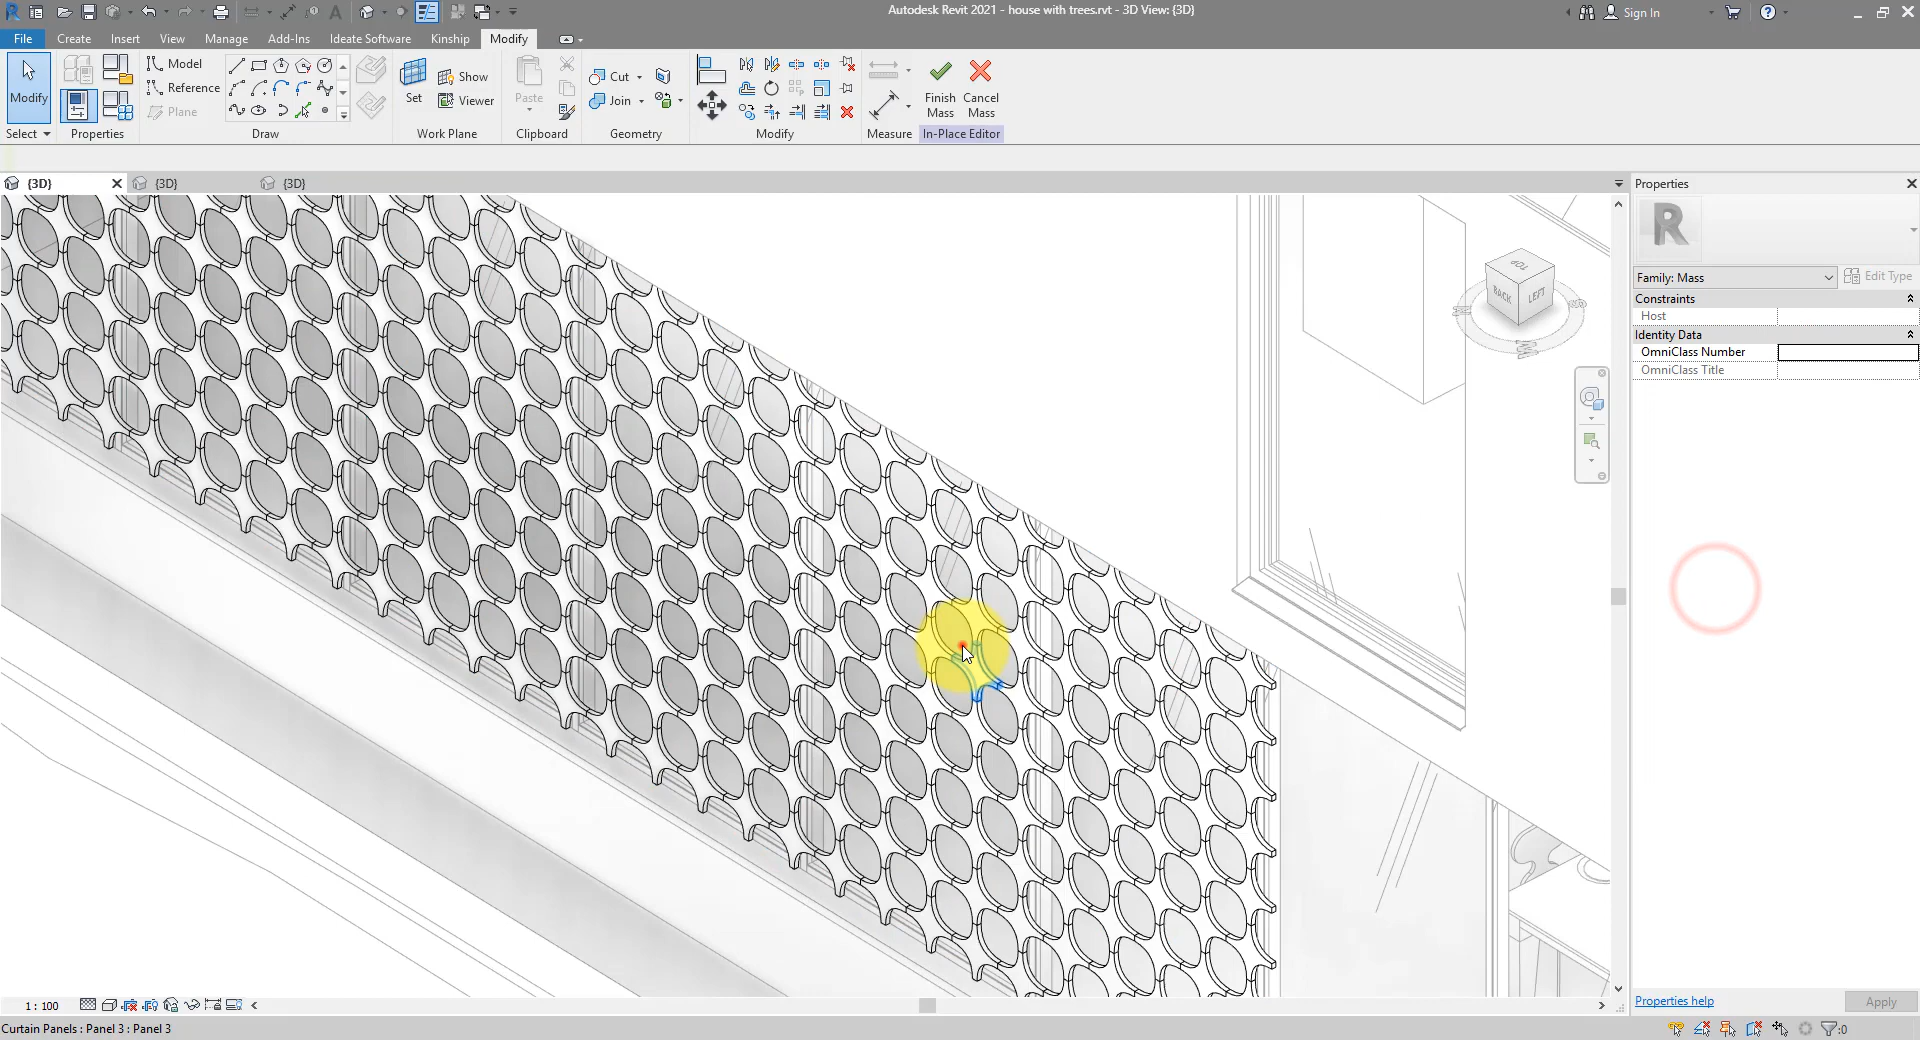 Autodesk Revit 2021 - house with trees.rvt - 3D View: {3D}
Sign In
File Create Insert View Manage Add-Ins Ideate Software Kinship Modify
Modify
Select
Properties
Model
Reference
Plane
Draw
Set
Show
Viewer
Work Plane
Paste
Clipboard
Cut
Join
Geometry
Modify
Measure
Finish Mass
Cancel Mass
In-Place Editor
{3D} {3D} {3D}
TOP
BACK LEFT
Properties
R
Family: Mass Edit Type
Constraints
Host
Identity Data
OmniClass Number
OmniClass Title
Properties help Apply
1 : 100
Curtain Panels : Panel 3 : Panel 3
:0